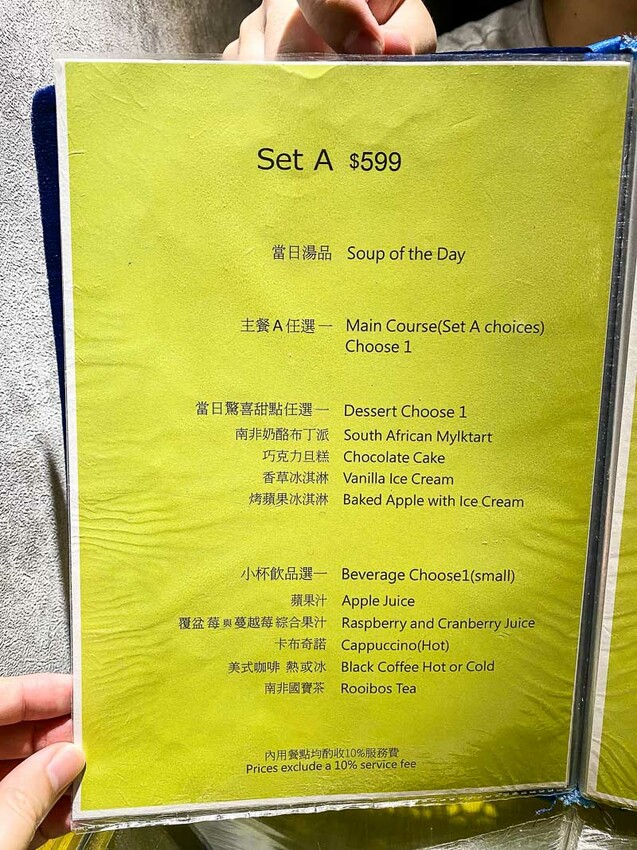 Set A $599
當日湯品 Soup of the Day
主餐A任選一 Main Course(Set A choices)
Choose 1
當日驚喜甜點任選一 Dessert Choose 1
南非奶酪布丁派 South African Mylktart
巧克力旦糕 Chocolate Cake
香草冰淇淋 Vanilla Ice Cream
烤蘋果冰淇淋 Baked Apple with Ice Cream
小杯飲品選一 Beverage Choose1(small)
蘋果汁 Apple Juice
覆盆莓與蔓越莓綜合果汁 Raspberry and Cranberry Juice
卡布奇諾 Cappuccino(Hot)
美式咖啡 熱或冰 Black Coffee Hot or Cold
南非國寶茶 Rooibos Tea
內用餐點均酌收10%服務費
Prices exclude a 10% service fee